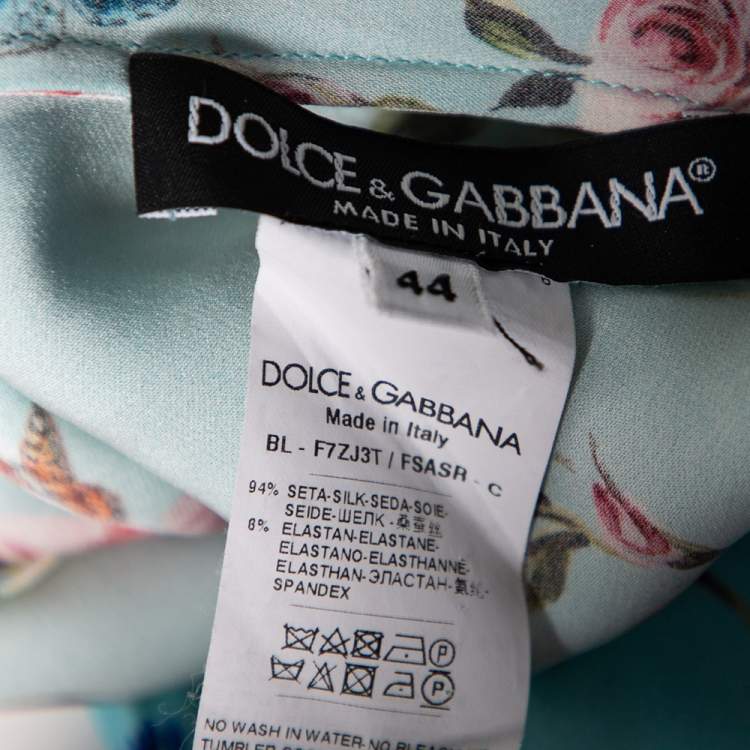 DOLCE & GABBANA®
MADE IN ITALY
44
DOLCE & GABBANA
Made in Italy
BL - F7ZJ3T / FSASR - C
94% SETA-SILK-SEDA-SOIE-
SEIDE-ШЕЛК-桑蚕丝
6% ELASTAN-ELASTANE-
ELASTANO-ELASTHANNE-
ELASTHAN-ЭЛАСТАН-氨纶-
SPANDEX
P
P
NO WASH IN WATER-NO BLEACH
TUMBLER